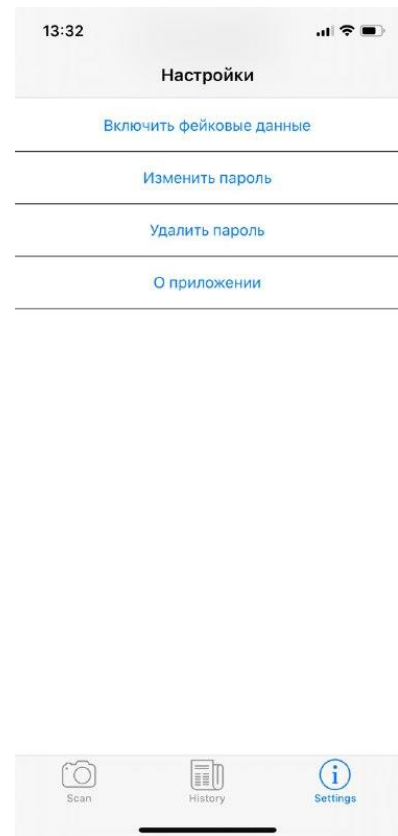 13:32
Настройки
Включить фейковые данные
Изменить пароль
Удалить пароль
О приложении
Scan
History
Settings